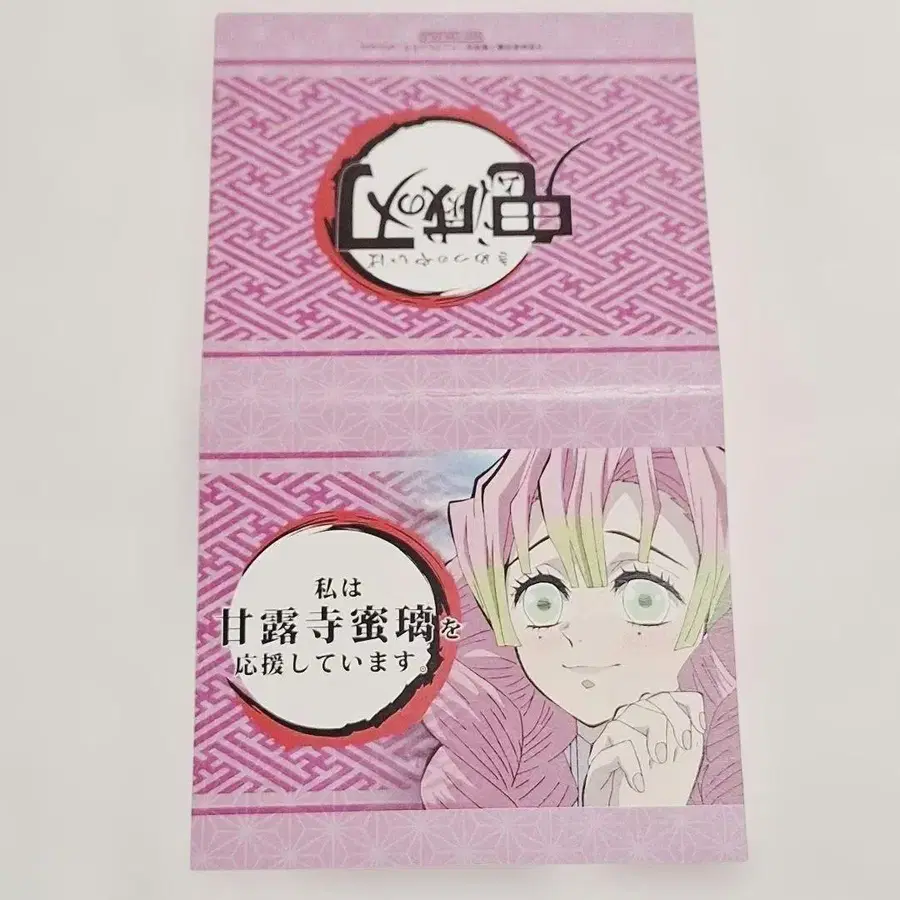 鬼滅の刃
きめつのやいば
私は
甘露寺蜜璃を
応援しています。